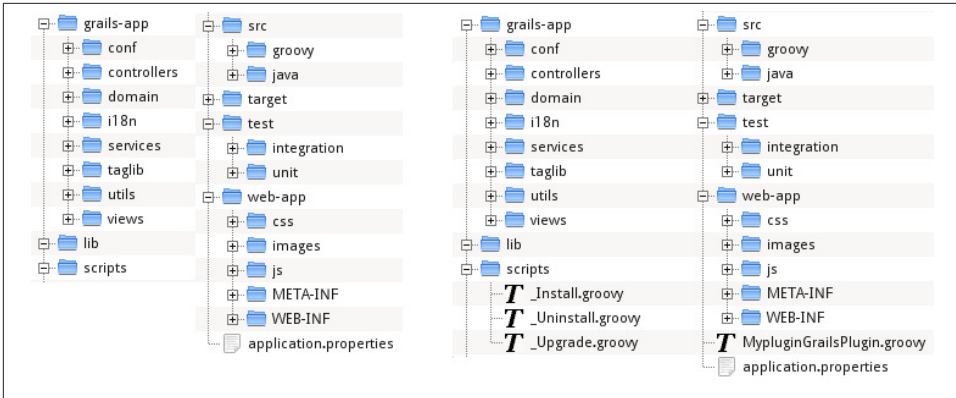 grails-app
conf
controllers
domain
i18n
services
taglib
utils
views
lib
scripts
src
groovy
java
target
test
integration
unit
web-app
css
images
js
META-INF
WEB-INF
application.properties
grails-app
conf
controllers
domain
i18n
services
taglib
utils
views
lib
scripts
_Install.groovy
_Uninstall.groovy
_Upgrade.groovy
src
groovy
java
target
test
integration
unit
web-app
css
images
js
META-INF
WEB-INF
MypluginGrailsPlugin.groovy
application.properties